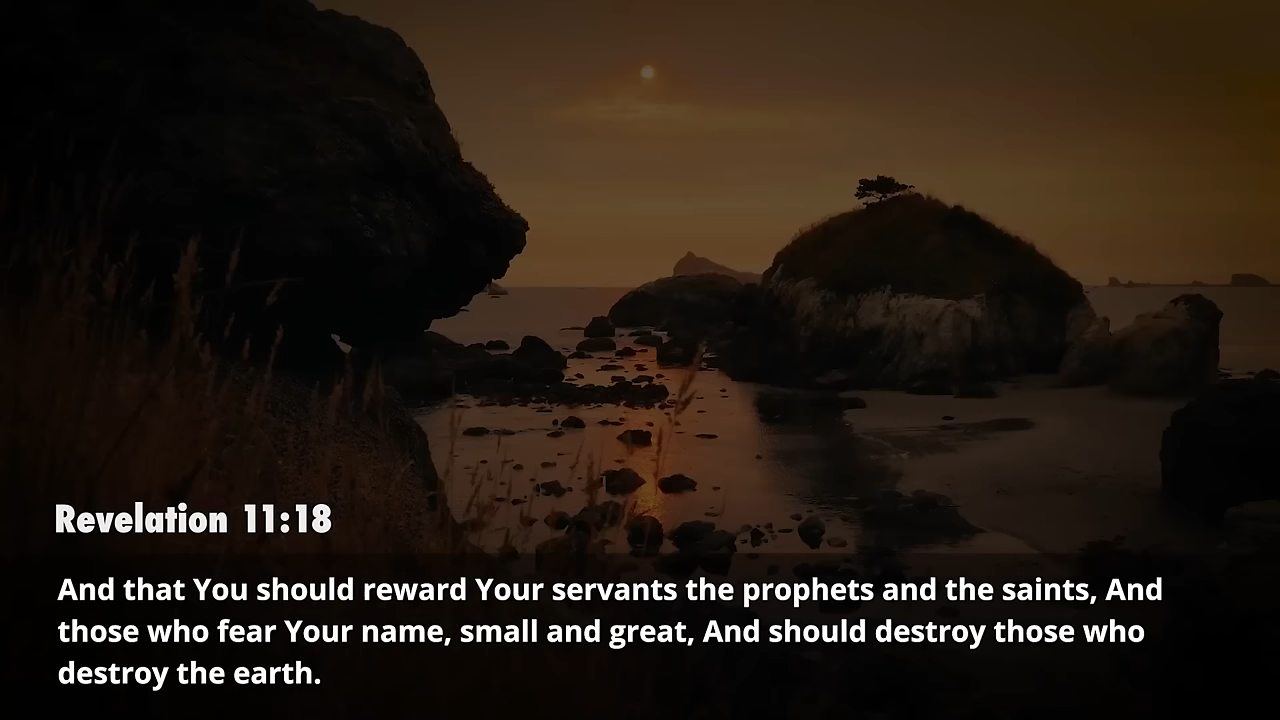 Revelation 11:18
And that You should reward Your servants the prophets and the saints, And
those who fear Your name, small and great, And should destroy those who
destroy the earth.